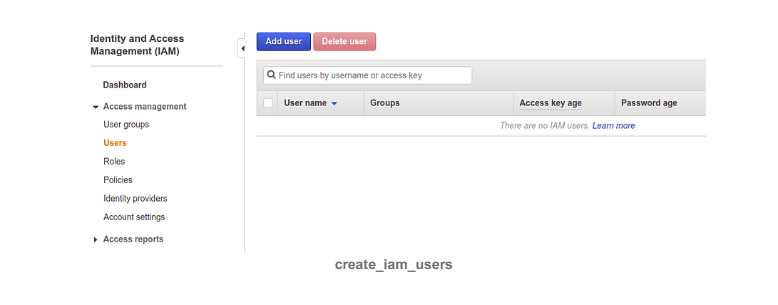 Identity and Access
Management (IAM)
Dashboard
Access management
User groups
Users
Roles
Policies
Identity providers
Account settings
Access reports
Add user Delete user
Find users by username or access key
User name Groups Access key age Password age
There are no IAM users. Learn more
create_iam_users